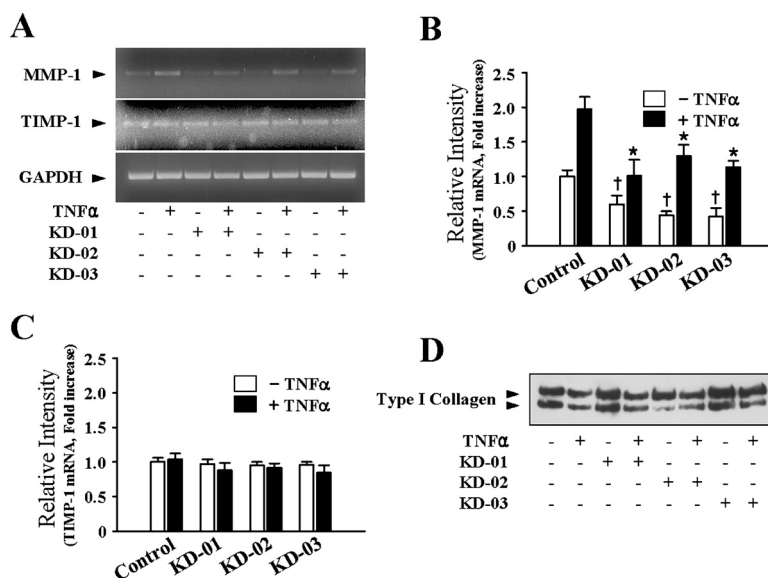 A
MMP-1
TIMP-1
GAPDH
TNFα - + - + - + - +
KD-01 - - + + - - - -
KD-02 - - - - + + - -
KD-03 - - - - - - + +
B
Relative Intensity
(MMP-1 mRNA, Fold increase)
2.5
2.0
1.5
1.0
0.5
0
- TNFα
+ TNFα
† * † * † *
Control KD-01 KD-02 KD-03
C
Relative Intensity
(TIMP-1 mRNA, Fold increase)
2.5
2.0
1.5
1.0
0.5
0
- TNFα
+ TNFα
Control KD-01 KD-02 KD-03
D
Type I Collagen
TNFα - + - + - + - +
KD-01 - - + + - - - -
KD-02 - - - - + + - -
KD-03 - - - - - - + +